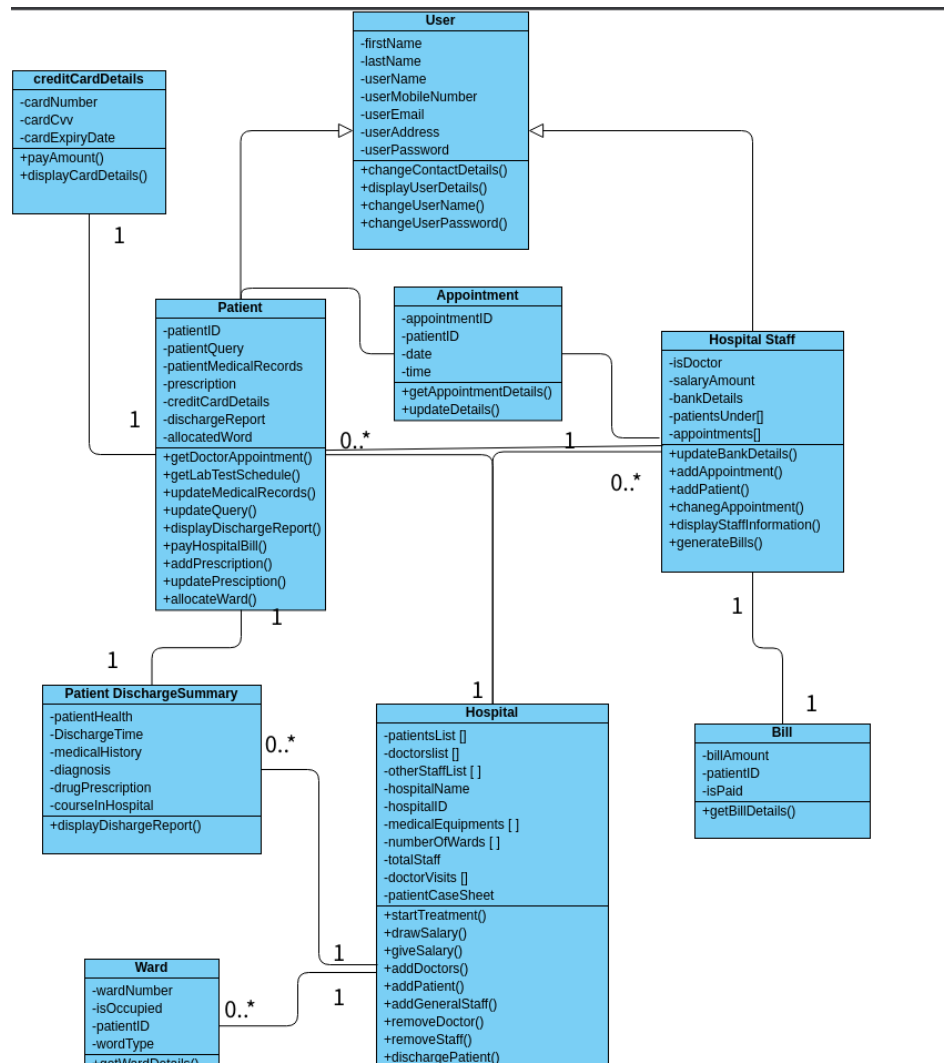 User
-firstName
-lastName
-userName
-userMobileNumber
-userEmail
-userAddress
-userPassword
+changeContactDetails()
+displayUserDetails()
+changeUserName()
+changeUserPassword()
creditCardDetails
-cardNumber
-cardCvv
-cardExpiryDate
+payAmount()
+displayCardDetails()
1
1
Patient
-patientID
-patientQuery
-patientMedicalRecords
-prescription
-creditCardDetails
-dischargeReport
-allocatedWord
+getDoctorAppointment()
+getLabTestSchedule()
+updateMedicalRecords()
+updateQuery()
+displayDischargeReport()
+payHospitalBill()
+addPrescription()
+updatePresciption()
+allocateWard()
Appointment
-appointmentID
-patientID
-date
-time
+getAppointmentDetails()
+updateDetails()
Hospital Staff
-isDoctor
-salaryAmount
-bankDetails
-patientsUnder[]
-appointments[]
+updateBankDetails()
+addAppointment()
+addPatient()
+chanegAppointment()
+displayStaffInformation()
+generateBills()
0..*
1
0..*
1
1
1
1
1
Patient DischargeSummary
-patientHealth
-DischargeTime
-medicalHistory
-diagnosis
-drugPrescription
-courseInHospital
+displayDishargeReport()
0..*
Hospital
-patientsList []
-doctorslist []
-otherStaffList [ ]
-hospitalName
-hospitalID
-medicalEquipments [ ]
-numberOfWards [ ]
-totalStaff
-doctorVisits []
-patientCaseSheet
+startTreatment()
+drawSalary()
+giveSalary()
+addDoctors()
+addPatient()
+addGeneralStaff()
+removeDoctor()
+removeStaff()
+dischargePatient()
Bill
-billAmount
-patientID
-isPaid
+getBillDetails()
1
1
0..*
Ward
-wardNumber
-isOccupied
-patientID
-wordType
+getWardDetails()